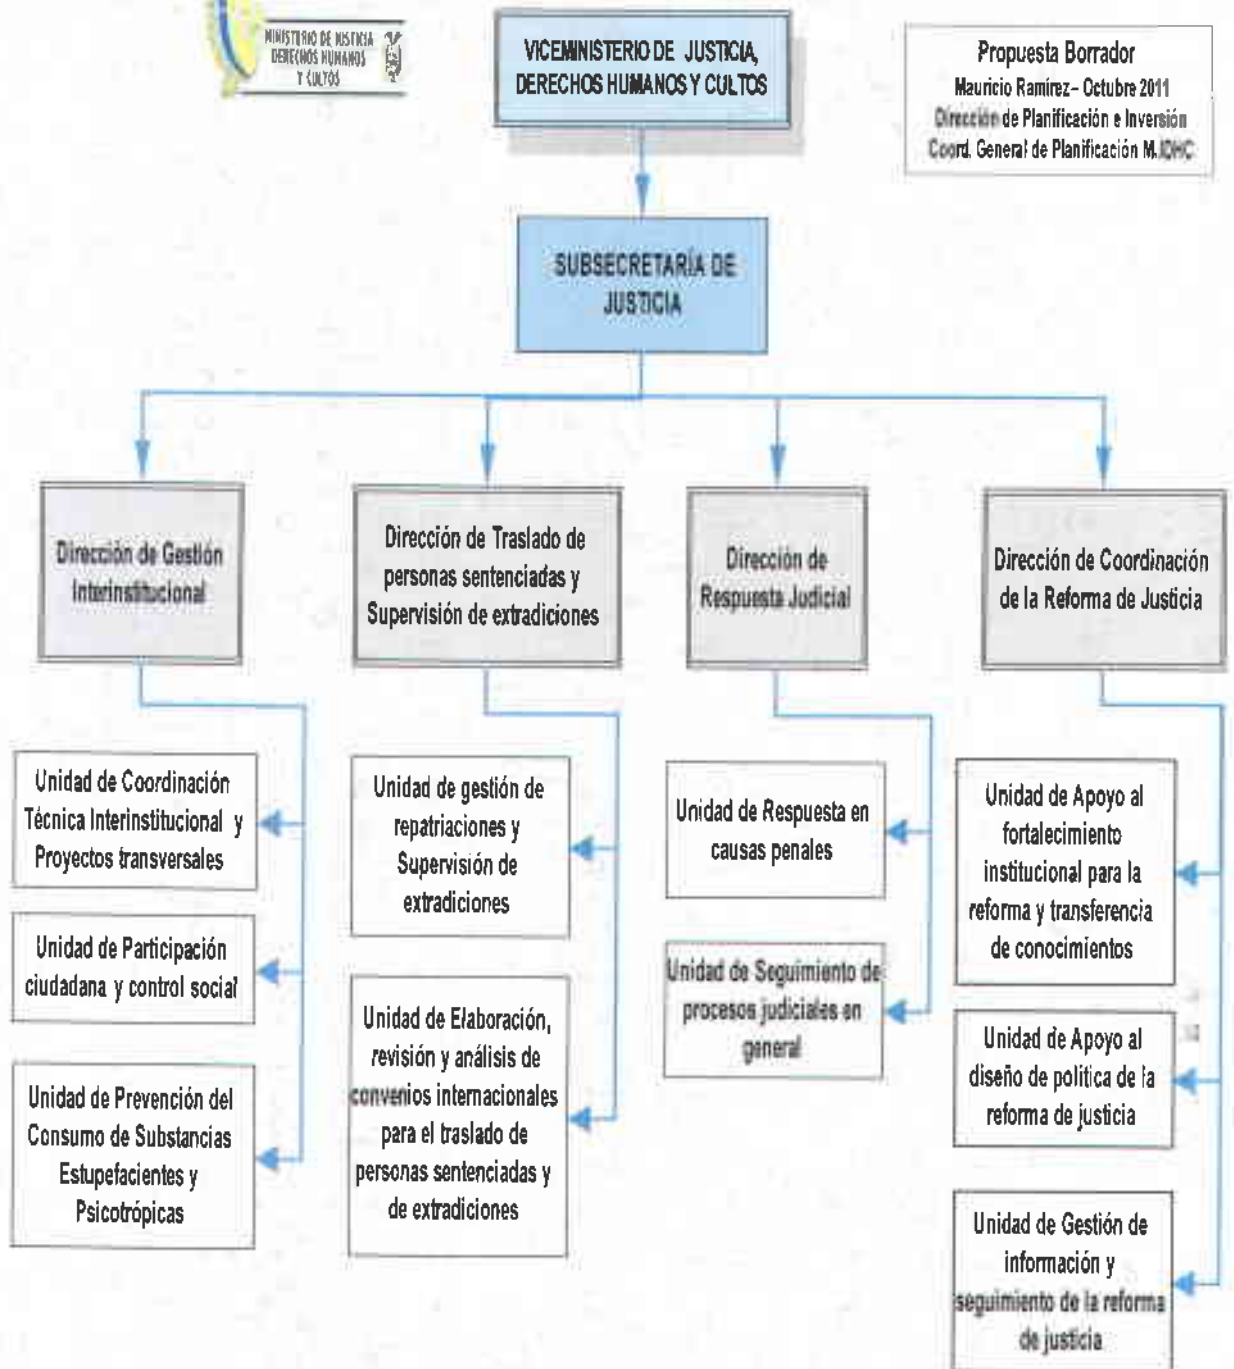 MINISTERIO DE JUSTICIA
DERECHOS HUMANOS
Y CULTOS
VICEMINISTERIO DE JUSTICIA,
DERECHOS HUMANOS Y CULTOS
Propuesta Borrador
Mauricio Ramírez – Octubre 2011
Dirección de Planificación e Inversión
Coord. General de Planificación MJDHC
SUBSECRETARÍA DE
JUSTICIA
Dirección de Gestión
Interinstitucional
Dirección de Traslado de
personas sentenciadas y
Supervisión de extradiciones
Dirección de
Respuesta Judicial
Dirección de Coordinación
de la Reforma de Justicia
Unidad de Coordinación
Técnica Interinstitucional y
Proyectos transversales
Unidad de Participación
ciudadana y control social
Unidad de Prevención del
Consumo de Substancias
Estupefacientes y
Psicotrópicas
Unidad de gestión de
repatriaciones y
Supervisión de
extradiciones
Unidad de Elaboración,
revisión y análisis de
convenios internacionales
para el traslado de
personas sentenciadas y
de extradiciones
Unidad de Respuesta en
causas penales
Unidad de Seguimiento de
procesos judiciales en
general
Unidad de Apoyo al
fortalecimiento
institucional para la
reforma y transferencia
de conocimientos
Unidad de Apoyo al
diseño de política de la
reforma de justicia
Unidad de Gestión de
información y
seguimiento de la reforma
de justicia